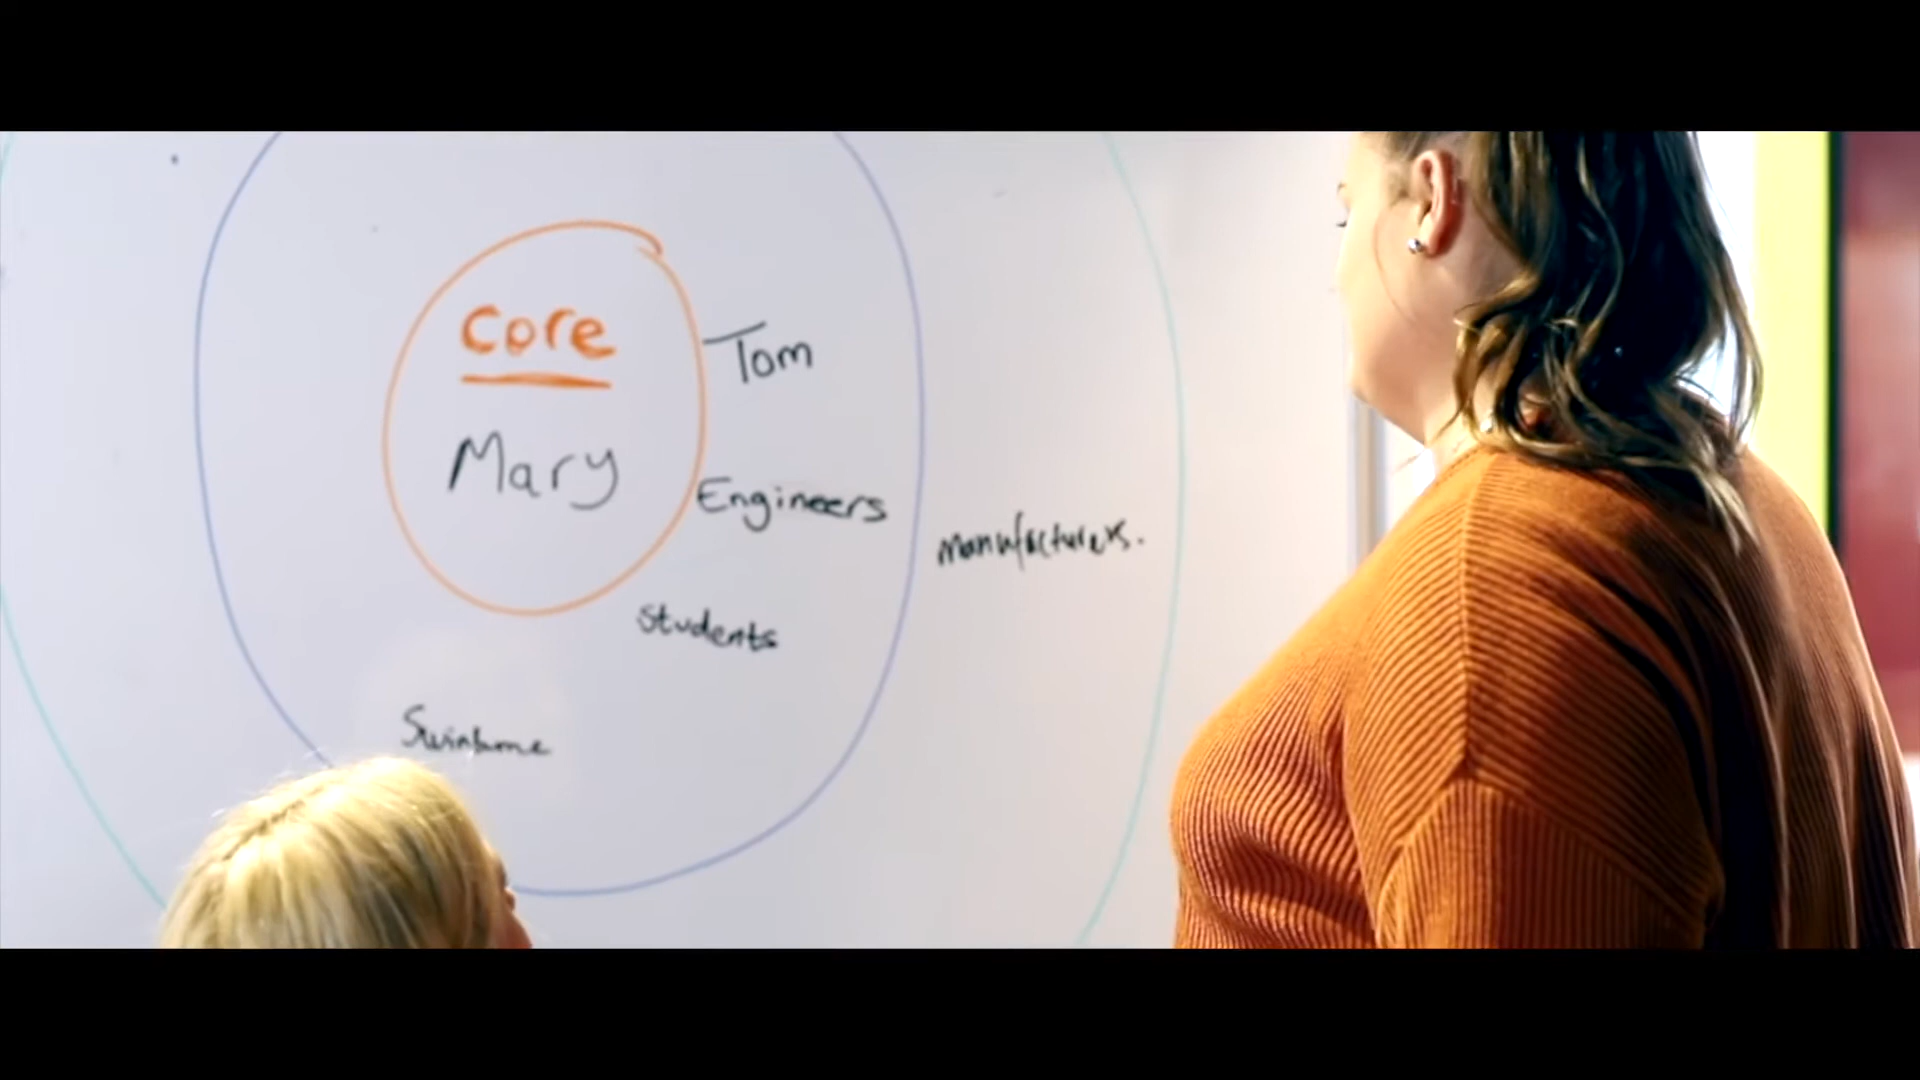 Core
Mary
Tom
Engineers
manufacturers.
students
Swinburne